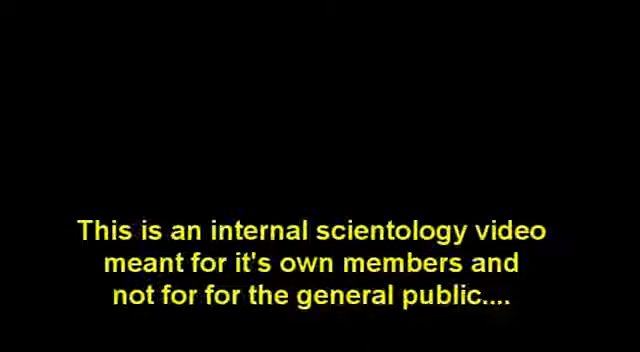 This is an internal scientology video
meant for it's own members and
not for for the general public....